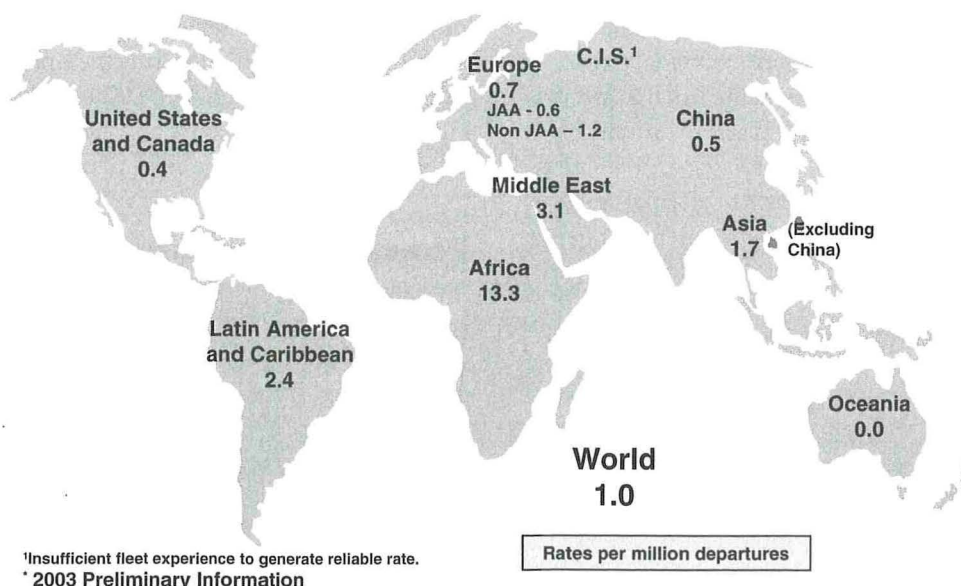 United States
and Canada
0.4
Europe
0.7
JAA - 0.6
Non JAA – 1.2
C.I.S.¹
China
0.5
Middle East
3.1
Asia
1.7
(Excluding
China)
Africa
13.3
Latin America
and Caribbean
2.4
Oceania
0.0
World
1.0
Rates per million departures
¹Insufficient fleet experience to generate reliable rate.
* 2003 Preliminary Information